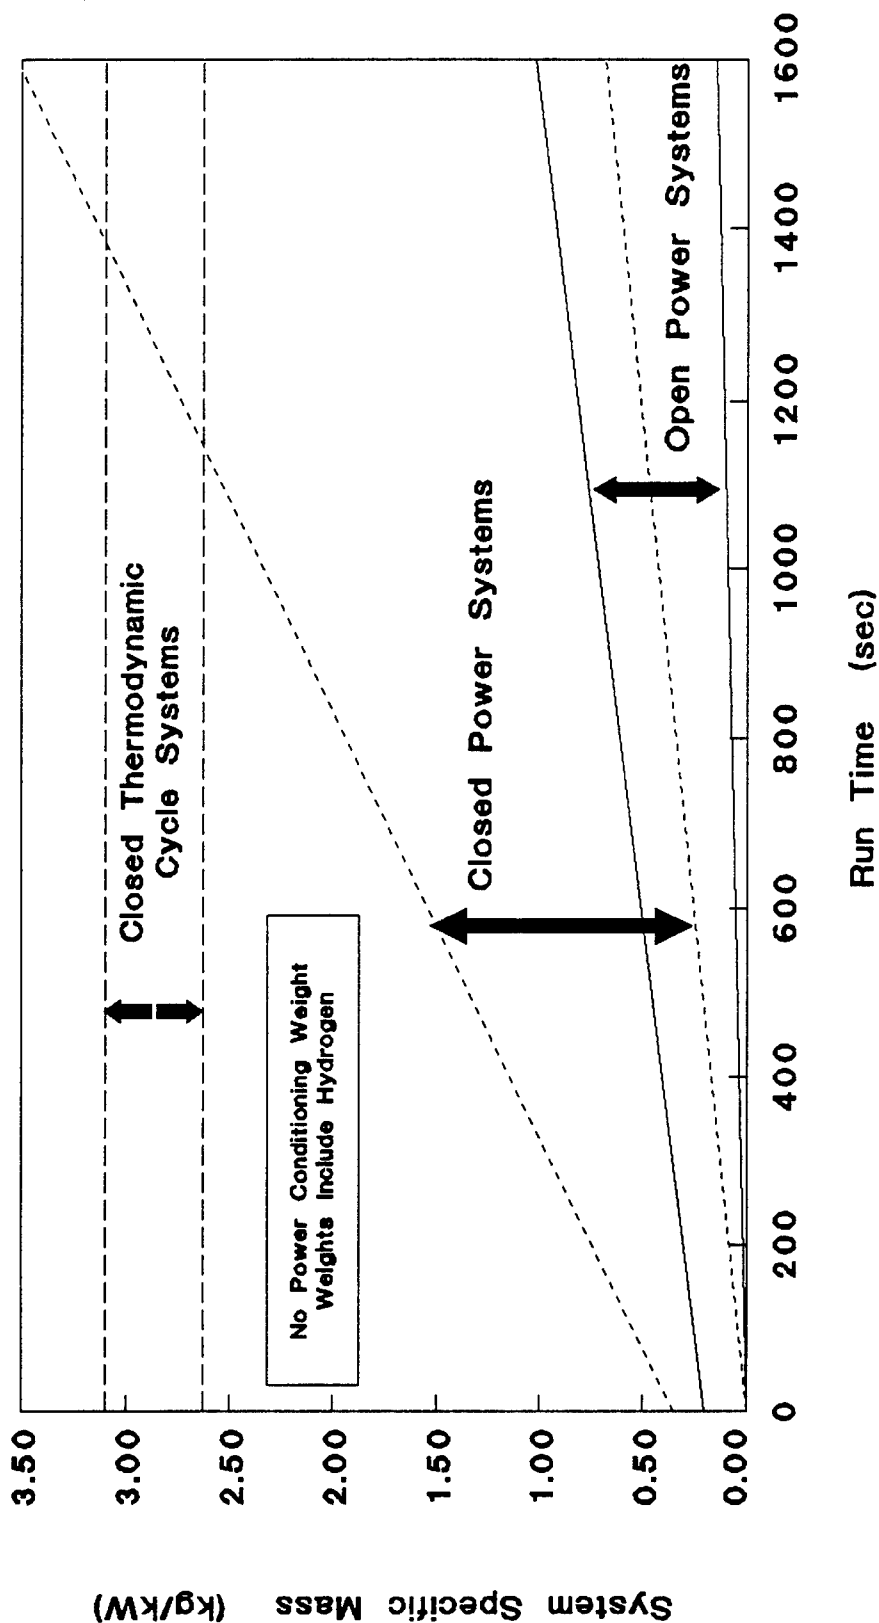 System Specific Mass (kg/kW)
3.50
3.00
2.50
2.00
1.50
1.00
0.50
0.00
Closed Thermodynamic
Cycle Systems
No Power Conditioning Weight
Weights Include Hydrogen
Closed Power Systems
Open Power Systems
0
200
400
600
800
1000
1200
1400
1600
Run Time (sec)